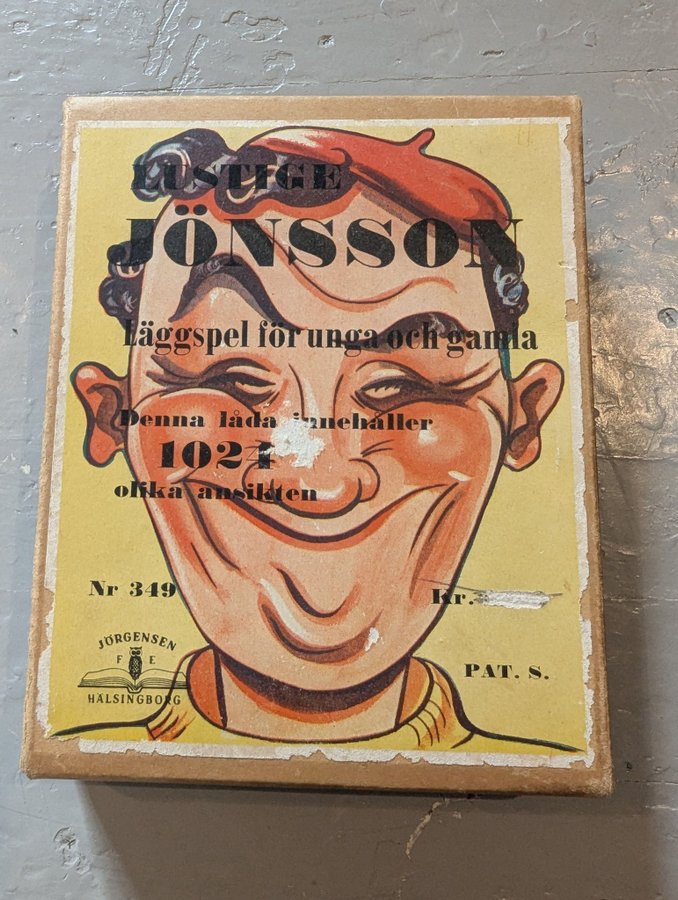 LUSTIGE
JÖNSSON
Läggspel för unga och gamla
Denna låda innehåller
1024
olika ansikten
Nr 349
Kr.
JÖRGENSEN
F E
HÄLSINGBORG
PAT. S.